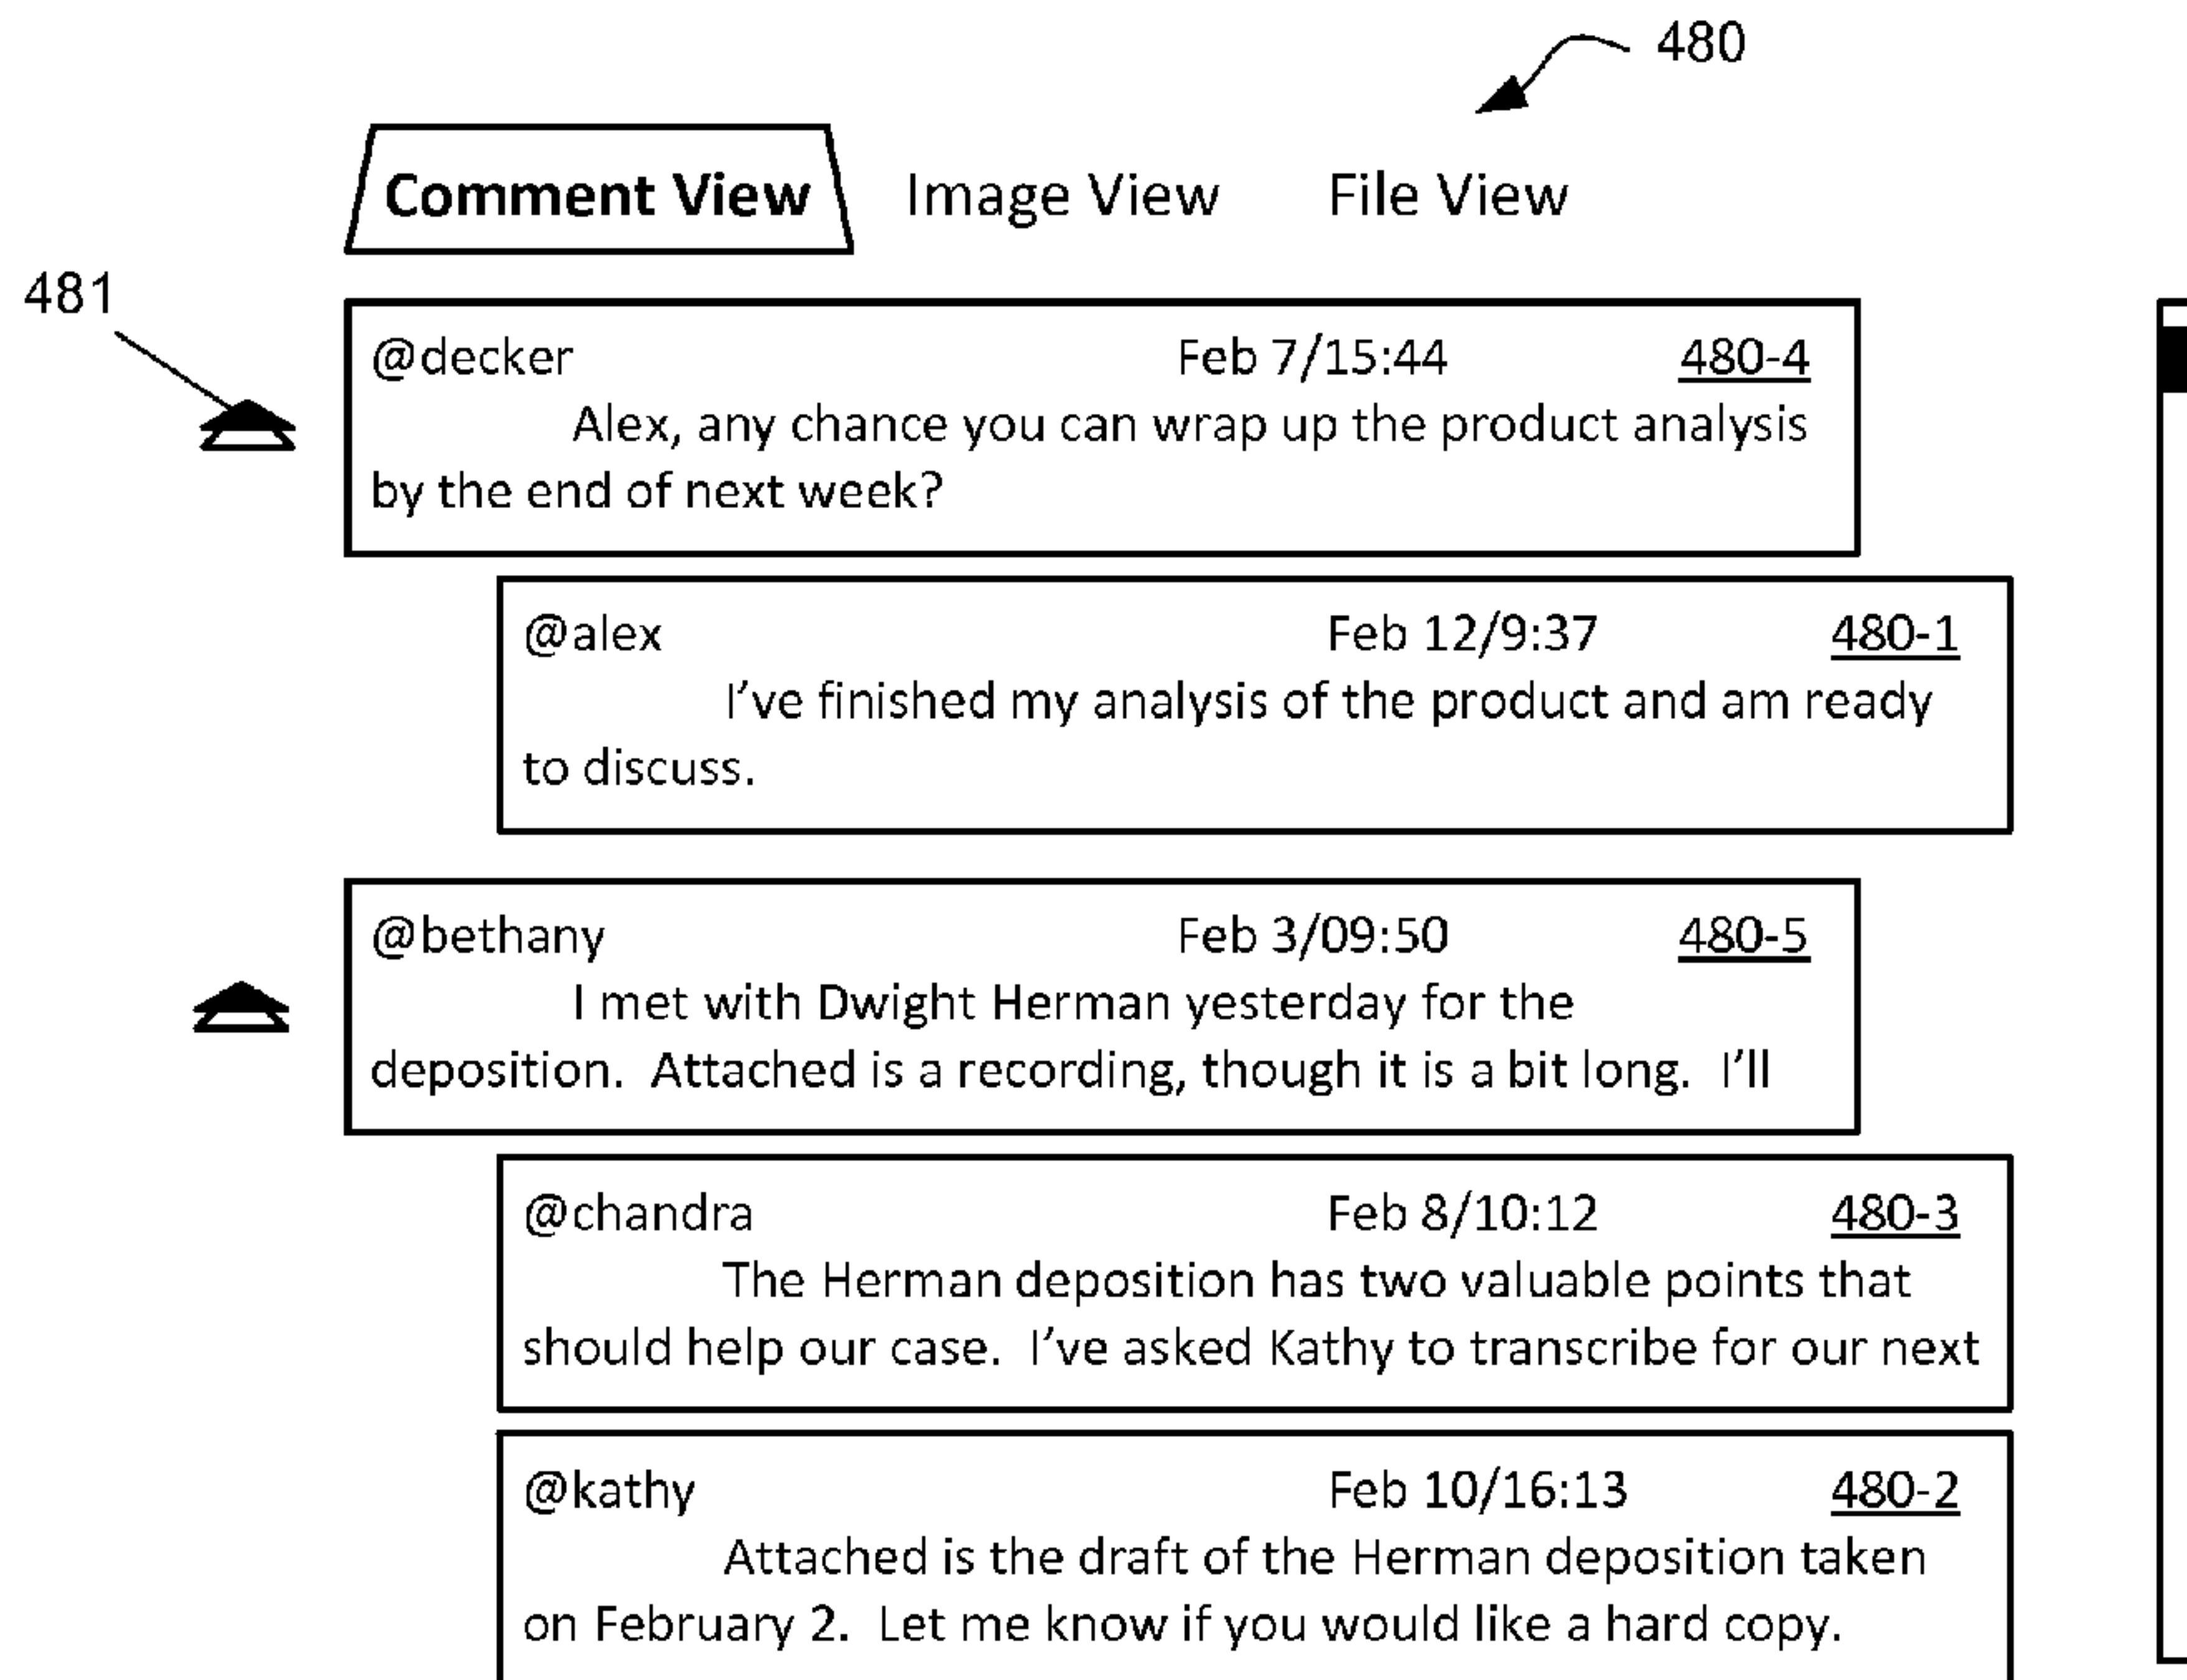 480
Comment View Image View File View
481
@decker Feb 7/15:44 480-4
Alex, any chance you can wrap up the product analysis
by the end of next week?
@alex Feb 12/9:37 480-1
I've finished my analysis of the product and am ready
to discuss.
@bethany Feb 3/09:50 480-5
I met with Dwight Herman yesterday for the
deposition. Attached is a recording, though it is a bit long. I'll
@chandra Feb 8/10:12 480-3
The Herman deposition has two valuable points that
should help our case. I've asked Kathy to transcribe for our next
@kathy Feb 10/16:13 480-2
Attached is the draft of the Herman deposition taken
on February 2. Let me know if you would like a hard copy.